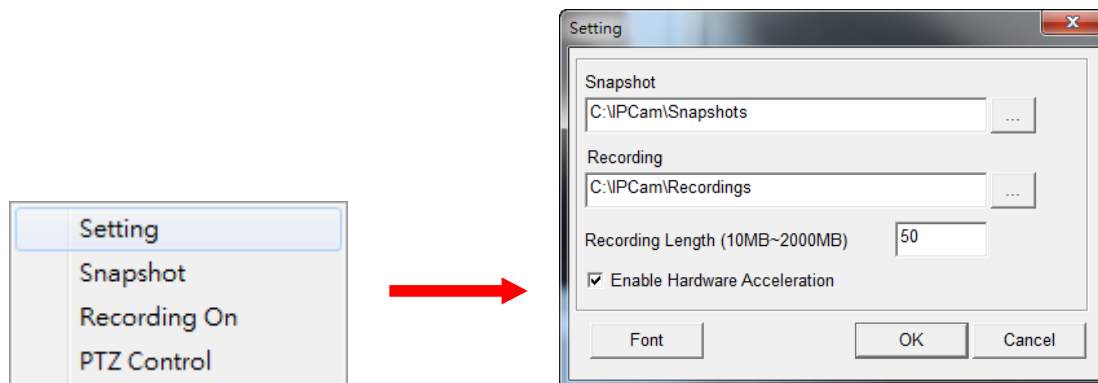 Setting
Snapshot
Recording On
PTZ Control
Setting
Snapshot
C:\IPCam\Snapshots
...
Recording
C:\IPCam\Recordings
...
Recording Length (10MB~2000MB) 50
Enable Hardware Acceleration
Font OK Cancel